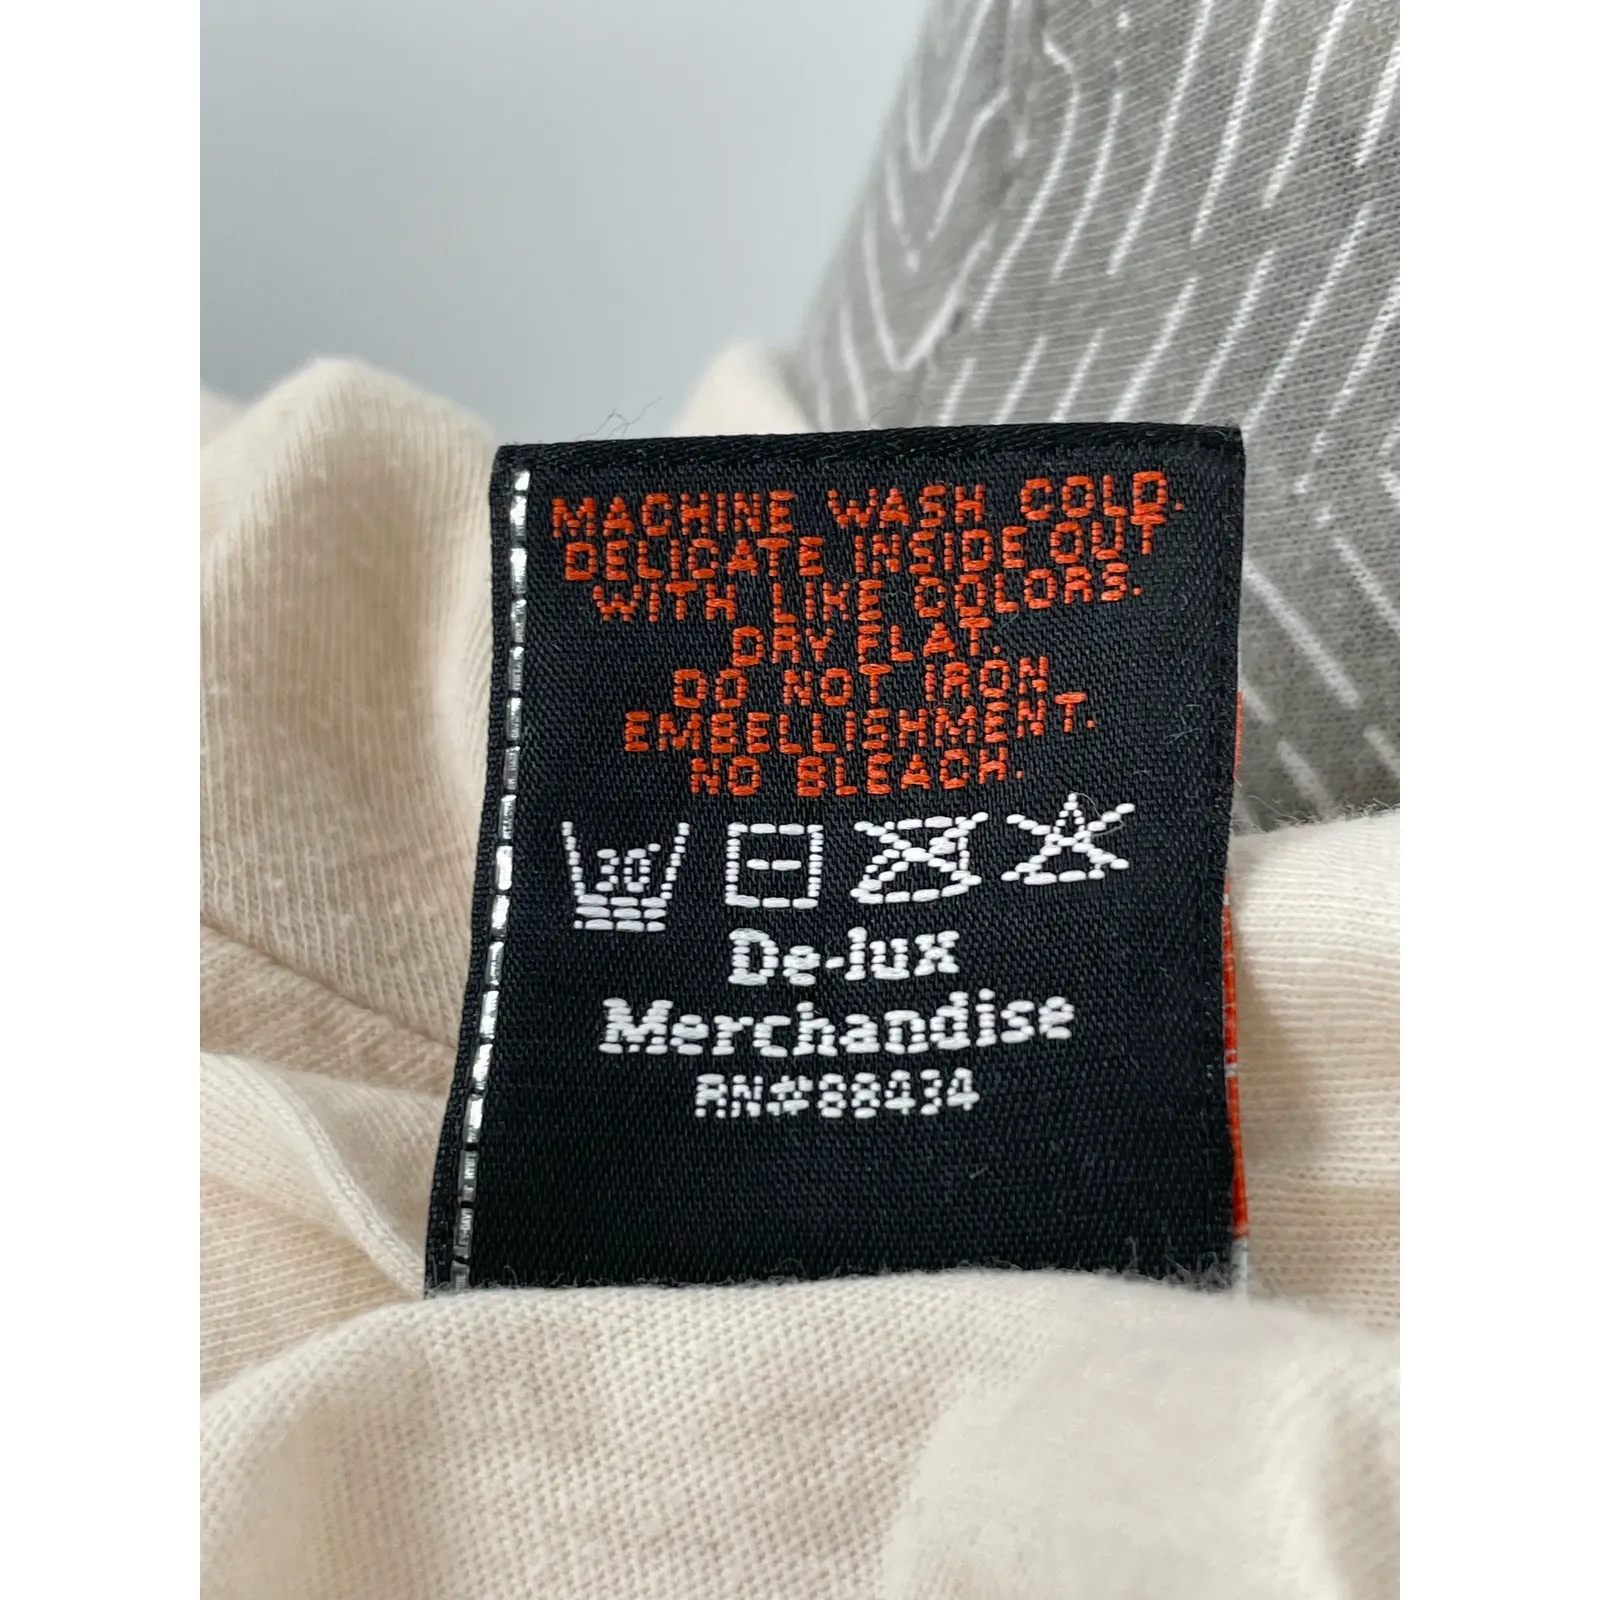 MACHINE WASH COLD.
DELICATE INSIDE OUT
WITH LIKE COLORS.
DRY FLAT.
DO NOT IRON
EMBELLISHMENT.
NO BLEACH.
30°
De-lux
Merchandise
RN#88434